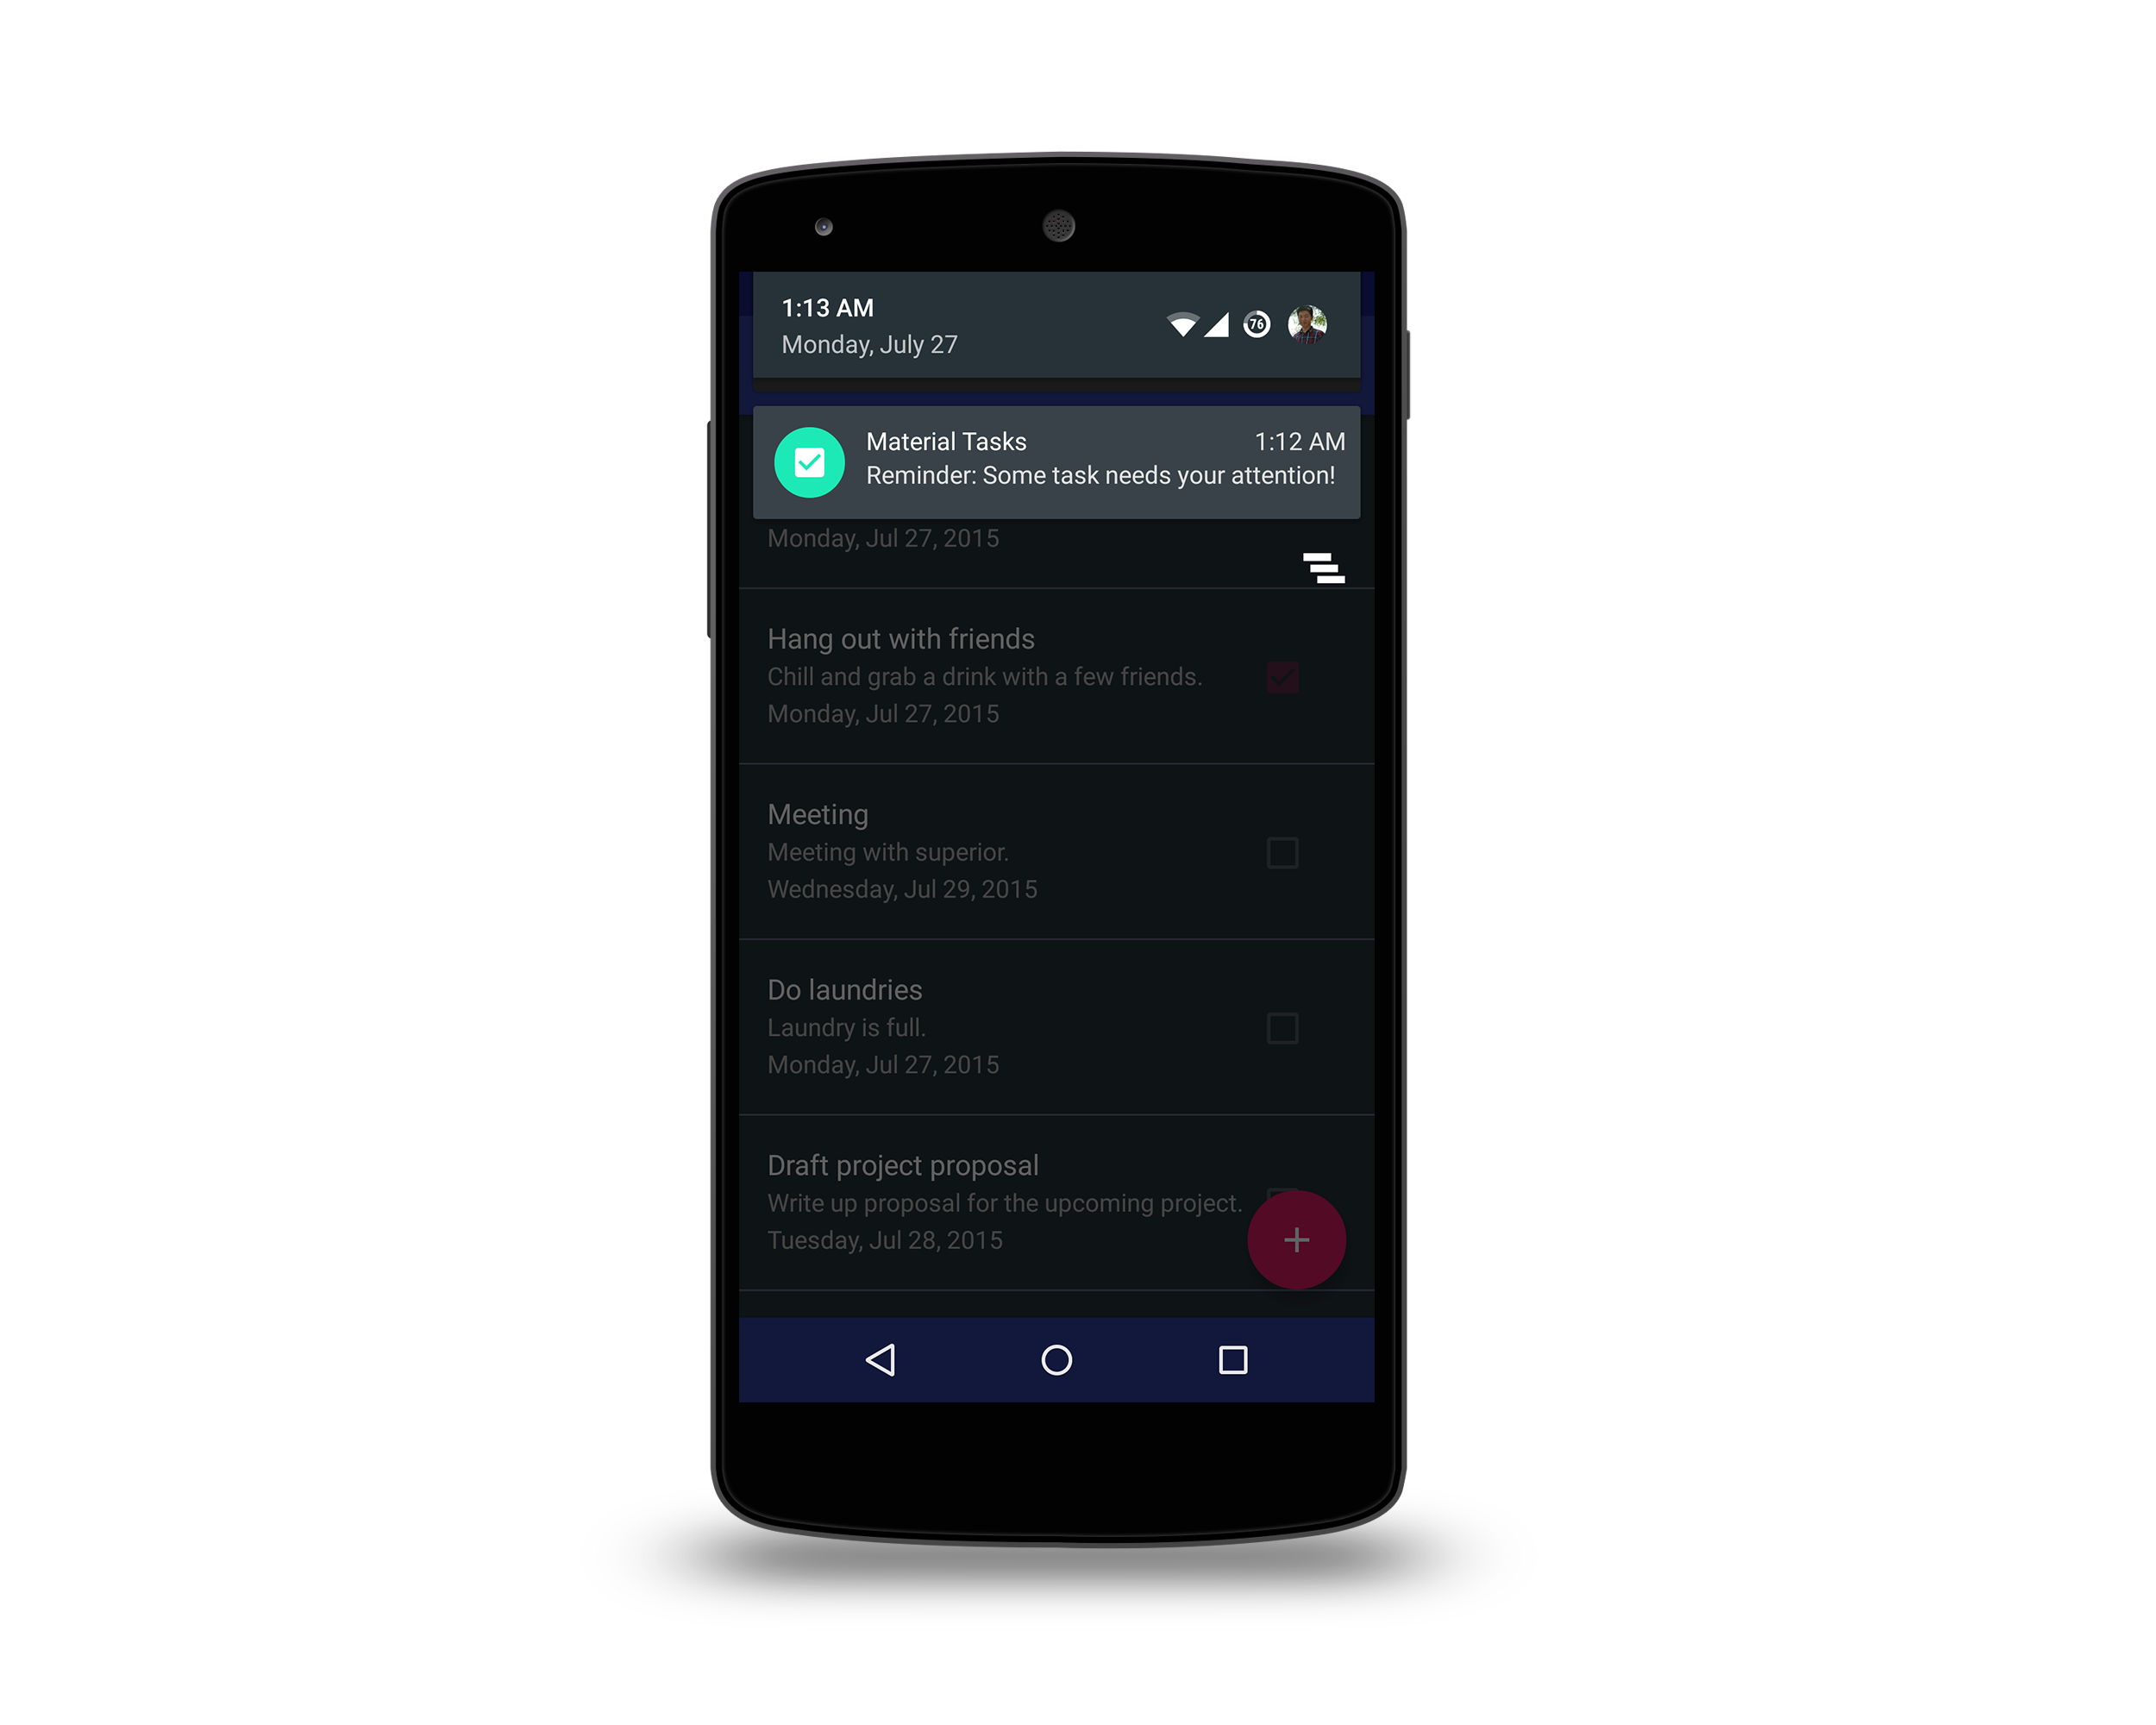 1:13 AM
Monday, July 27
76
Material Tasks
1:12 AM
Reminder: Some task needs your attention!
Monday, Jul 27, 2015
Hang out with friends
Chill and grab a drink with a few friends.
Monday, Jul 27, 2015
Meeting
Meeting with superior.
Wednesday, Jul 29, 2015
Do laundries
Laundry is full.
Monday, Jul 27, 2015
Draft project proposal
Write up proposal for the upcoming project.
Tuesday, Jul 28, 2015